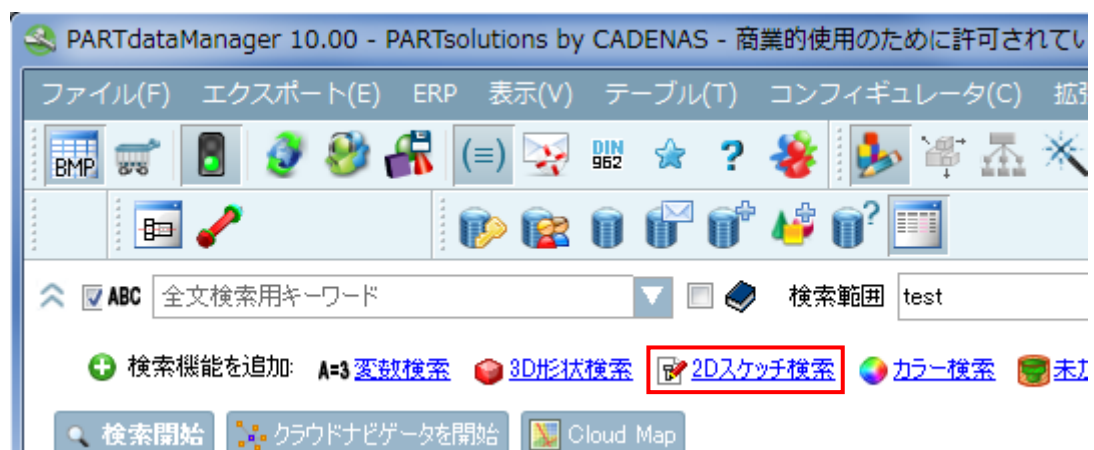 PARTdataManager 10.00 - PARTsolutions by CADENAS - 商業的使用のために許可されてい
ファイル(F) エクスポート(E) ERP 表示(V) テーブル(T) コンフィギュレータ(C) 拡張
BMP (=) DIN 962 ?
?
ABC 全文検索用キーワード 検索範囲 test
検索機能を追加: A=3 変数検索 3D形状検索 2Dスケッチ検索 カラー検索 未加
検索開始 クラウドナビゲータを開始 Cloud Map